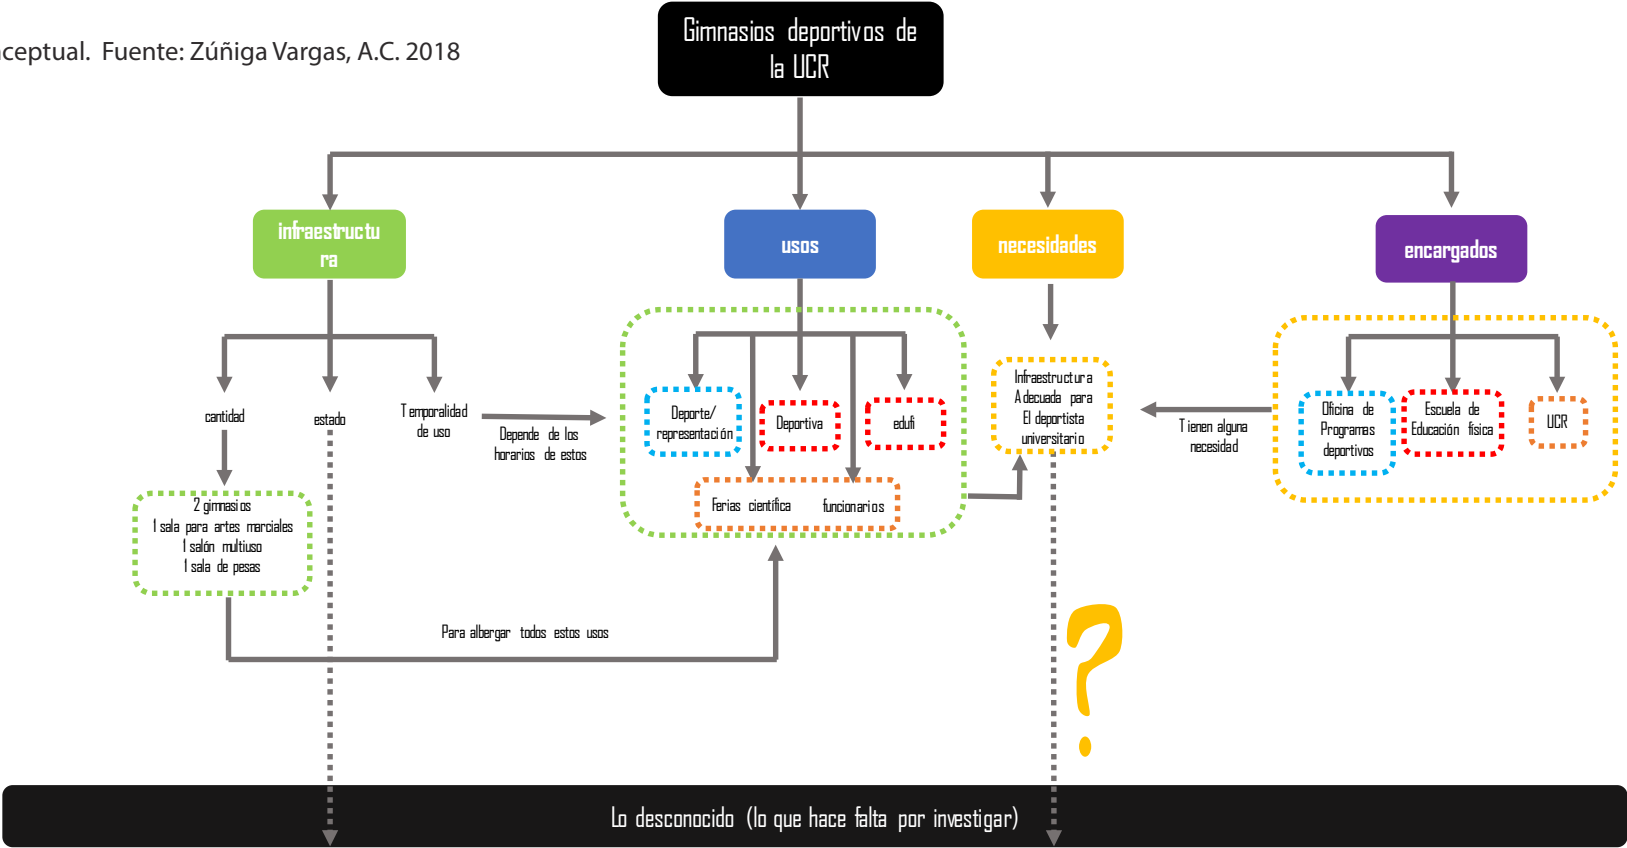 ceptual. Fuente: Zúñiga Vargas, A.C. 2018
Gimnasios deportivos de
la UCR
infraestructu
ra
usos
necesidades
encargados
cantidad
estado
Temporalidad
de uso
Depende de los
horarios de estos
Deporte/
representación
Deportiva
edufi
Ferias científica
funcionarios
Infraestructura
Adecuada para
El deportista
universitario
Tienen alguna
necesidad
Oficina de
Programas
deportivos
Escuela de
Educación física
UCR
2 gimnasios
1 sala para artes marciales
1 salón multiuso
1 sala de pesas
Para albergar todos estos usos
?
Lo desconocido (lo que hace falta por investigar)